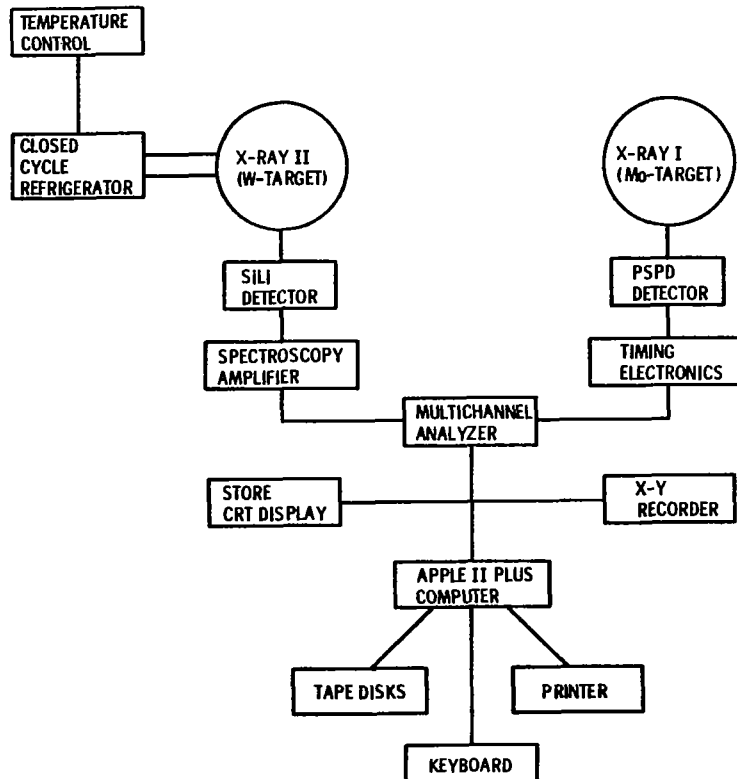 TEMPERATURE
CONTROL
CLOSED
CYCLE
REFRIGERATOR
X-RAY II
(W-TARGET)
X-RAY I
(Mo-TARGET)
SiLi
DETECTOR
PSPD
DETECTOR
SPECTROSCOPY
AMPLIFIER
TIMING
ELECTRONICS
MULTICHANNEL
ANALYZER
STORE
CRT DISPLAY
X-Y
RECORDER
APPLE II PLUS
COMPUTER
TAPE DISKS
PRINTER
KEYBOARD